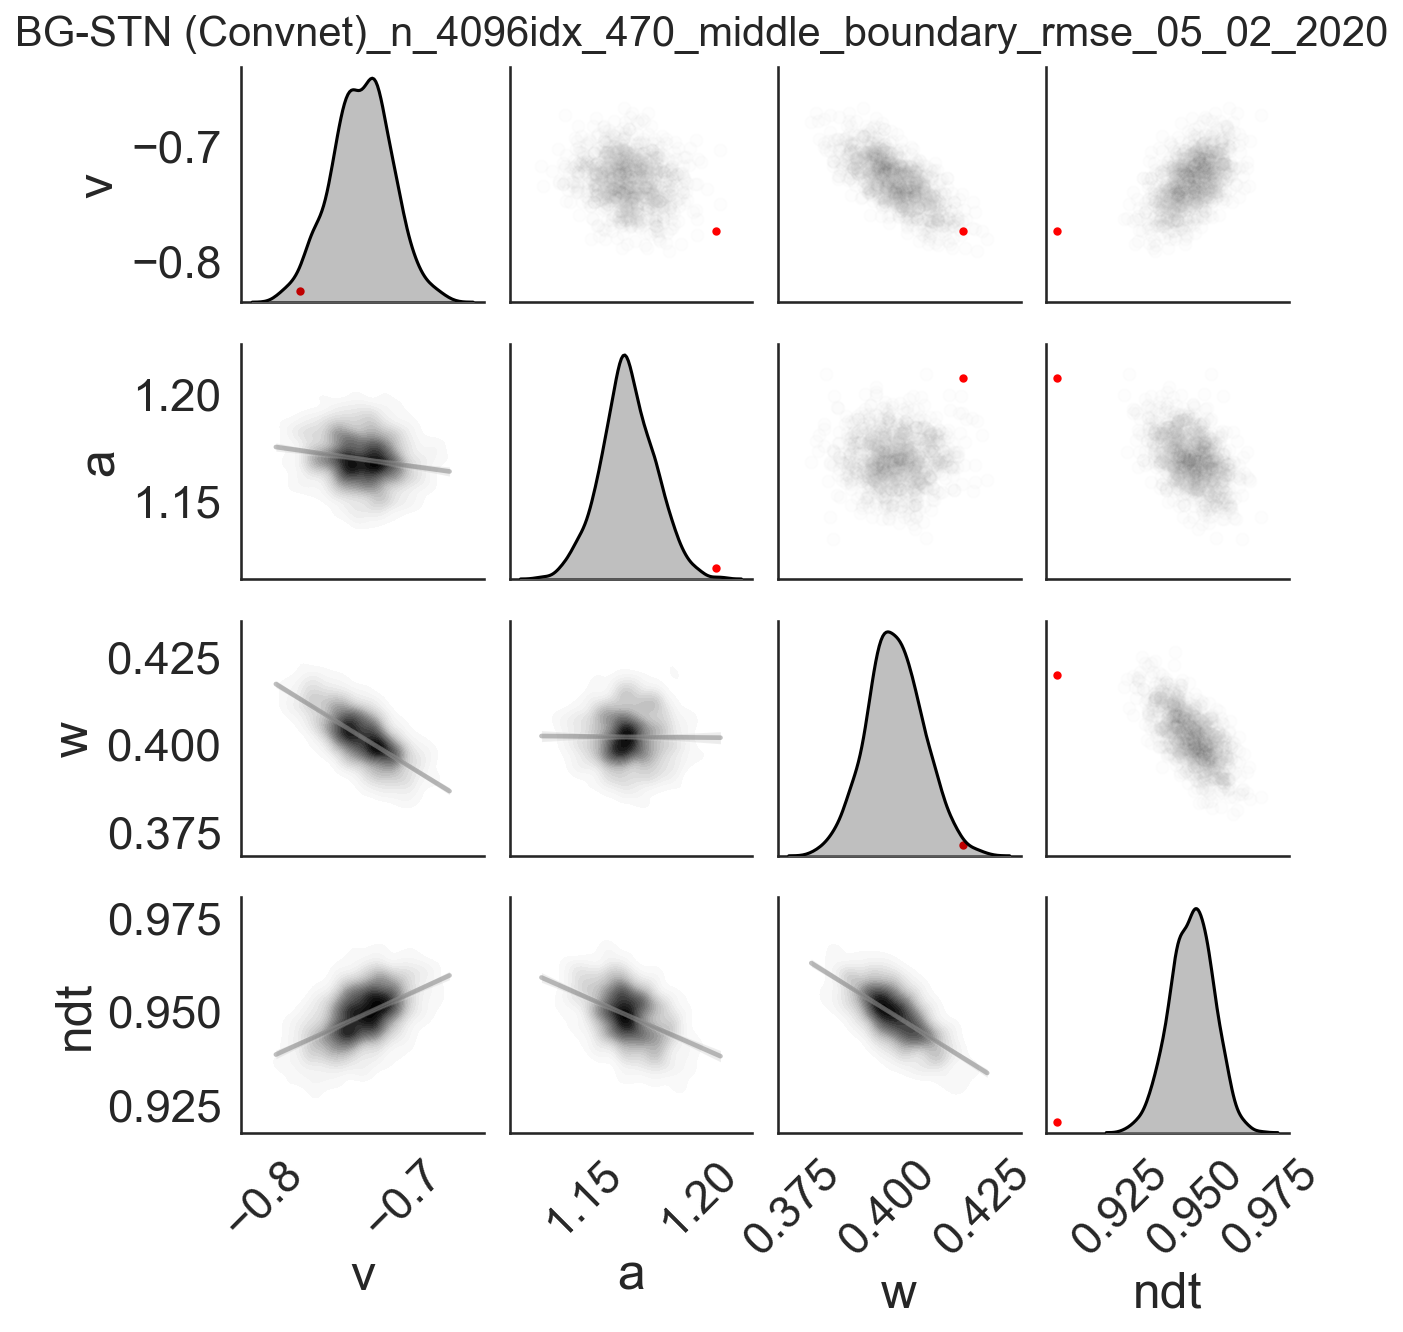 BG-STN (Convnet)_n_4096idx_470_middle_boundary_rmse_05_02_2020
v
−0.7
−0.8
a
1.20
1.15
w
0.425
0.400
0.375
ndt
0.975
0.950
0.925
−0.8 −0.7 1.15 1.20 0.375 0.400 0.425 0.925 0.950 0.975
v a w ndt